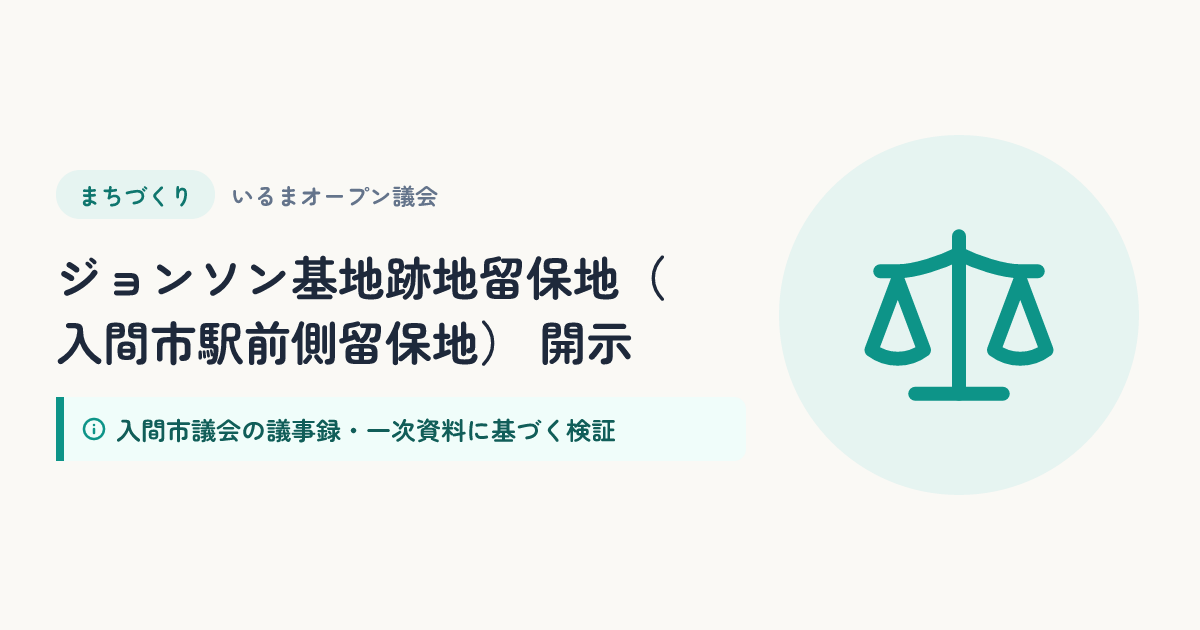 まちづくり いるまオープン議会
ジョンソン基地跡地留保地（
入間市駅前側留保地） 開示
入間市議会の議事録・一次資料に基づく検証